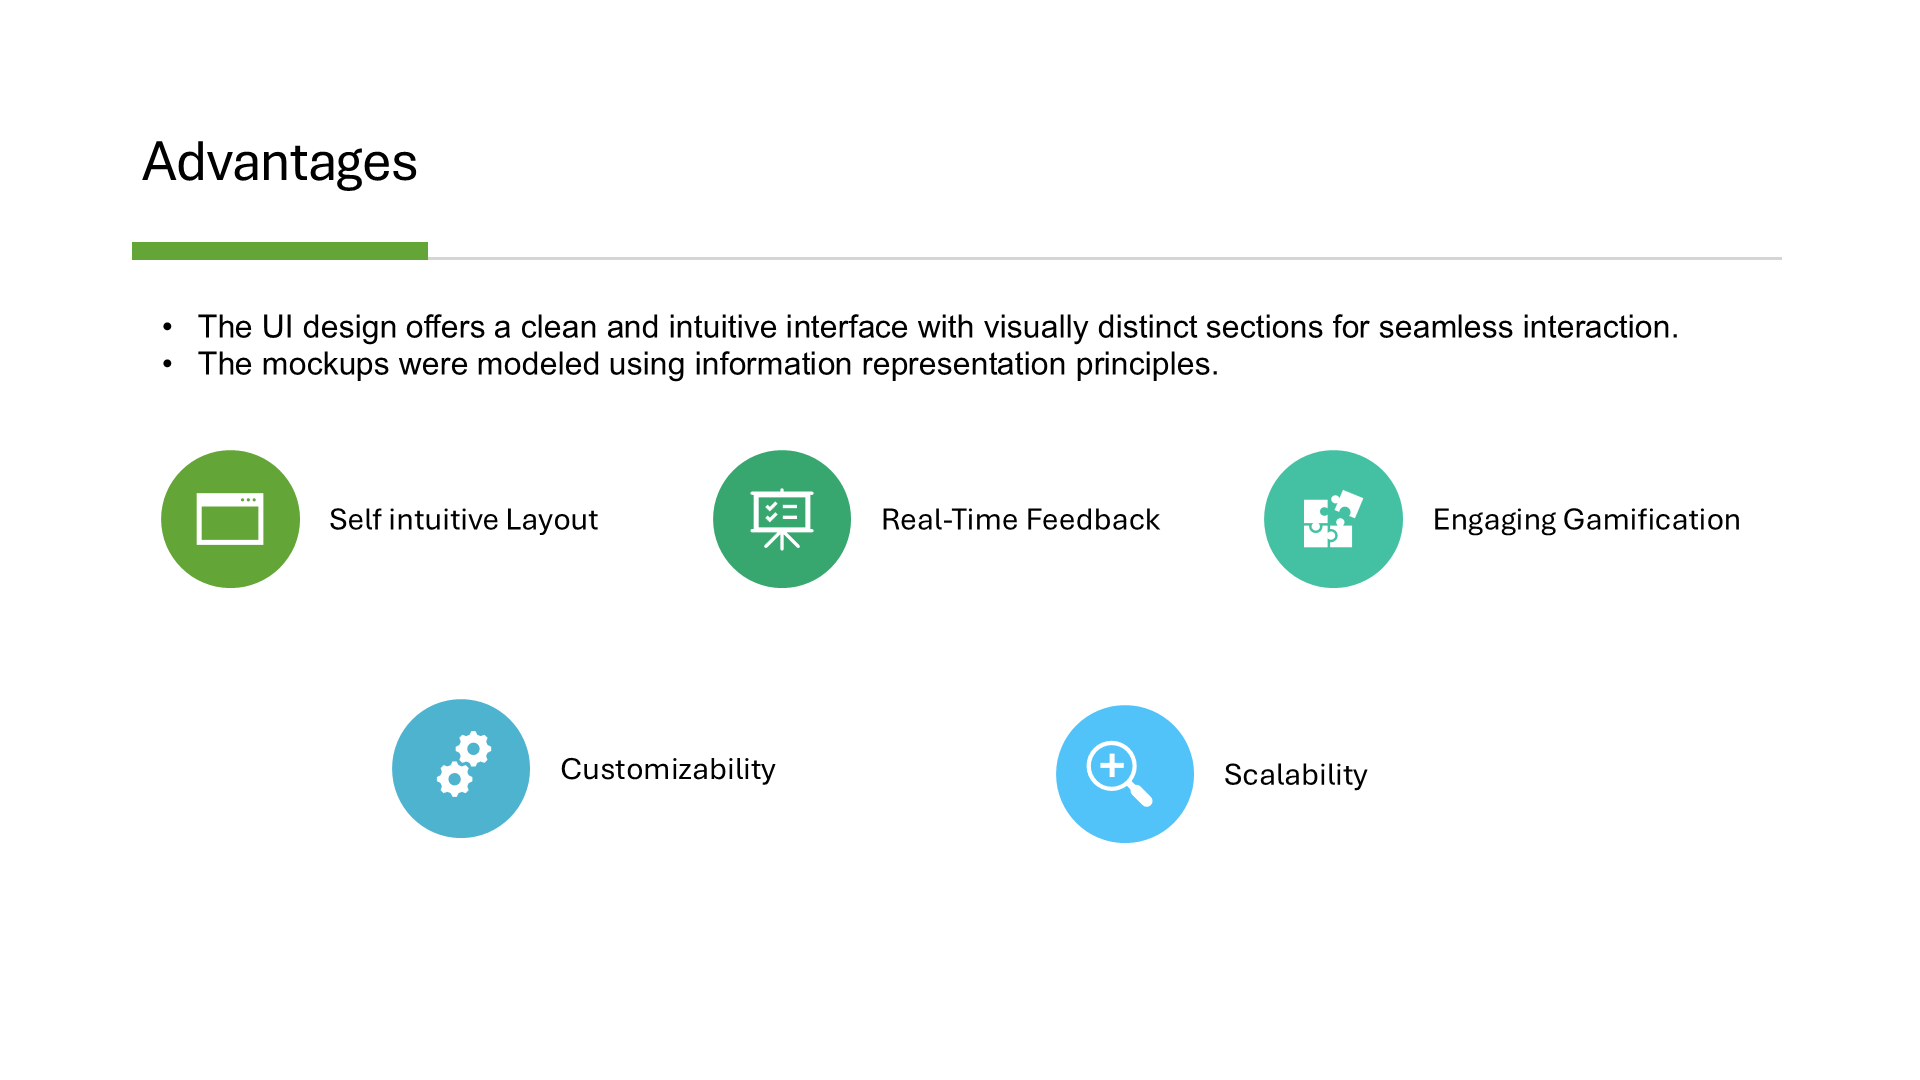 Advantages
• The UI design offers a clean and intuitive interface with visually distinct sections for seamless interaction.
• The mockups were modeled using information representation principles.
Self intuitive Layout
Real-Time Feedback
Engaging Gamification
Customizability
Scalability